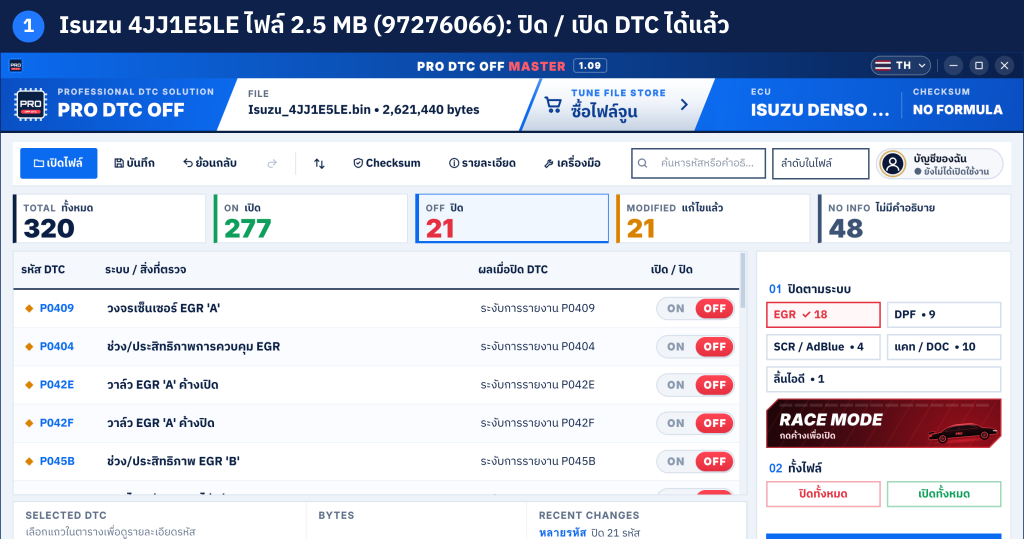 1 Isuzu 4JJ1E5LE ไฟล์ 2.5 MB (97276066): ปิด / เปิด DTC ได้แล้ว
PRO DTC OFF MASTER 1.09
TH
PRO
PROFESSIONAL DTC SOLUTION
PRO DTC OFF
FILE
Isuzu_4JJ1E5LE.bin • 2,621,440 bytes
TUNE FILE STORE
ซื้อไฟล์จูน
ECU
ISUZU DENSO ...
CHECKSUM
NO FORMULA
เปิดไฟล์
บันทึก
ย้อนกลับ
Checksum
รายละเอียด
เครื่องมือ
ค้นหารหัสหรือคำอธิ...
ลำดับในไฟล์
บัญชีของฉัน
ยังไม่ได้เปิดใช้งาน
TOTAL ทั้งหมด
320
ON เปิด
277
OFF ปิด
21
MODIFIED แก้ไขแล้ว
21
NO INFO ไม่มีคำอธิบาย
48
รหัส DTC ระบบ / สิ่งที่ตรวจ ผลเมื่อปิด DTC เปิด / ปิด
P0409 วงจรเซ็นเซอร์ EGR 'A' ระงับการรายงาน P0409 ON OFF
P0404 ช่วง/ประสิทธิภาพการควบคุม EGR ระงับการรายงาน P0404 ON OFF
P042E วาล์ว EGR 'A' ค้างเปิด ระงับการรายงาน P042E ON OFF
P042F วาล์ว EGR 'A' ค้างปิด ระงับการรายงาน P042F ON OFF
P045B ช่วง/ประสิทธิภาพ EGR 'B' ระงับการรายงาน P045B ON OFF
01 ปิดตามระบบ
EGR ✓ 18
DPF • 9
SCR / AdBlue • 4
แคท / DOC • 10
ลิ้นไอดี • 1
RACE MODE
กดค้างเพื่อเปิด
02 ทั้งไฟล์
ปิดทั้งหมด
เปิดทั้งหมด
SELECTED DTC
เลือกแถวในตารางเพื่อดูรายละเอียดรหัส
BYTES
RECENT CHANGES
หลายรหัส ปิด 21 รหัส